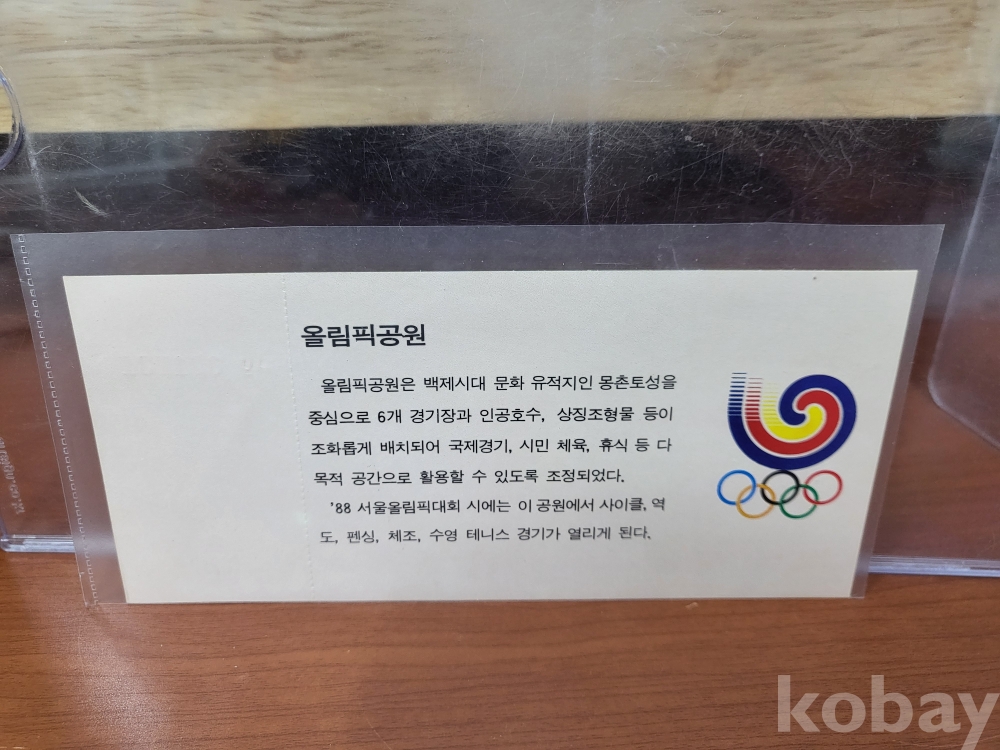 올림픽공원
올림픽공원은 백제시대 문화 유적지인 몽촌토성을
중심으로 6개 경기장과 인공호수, 상징조형물 등이
조화롭게 배치되어 국제경기, 시민 체육, 휴식 등 다
목적 공간으로 활용할 수 있도록 조정되었다.
'88 서울올림픽대회 시에는 이 공원에서 사이클, 역
도, 펜싱, 체조, 수영 테니스 경기가 열리게 된다.
kobay